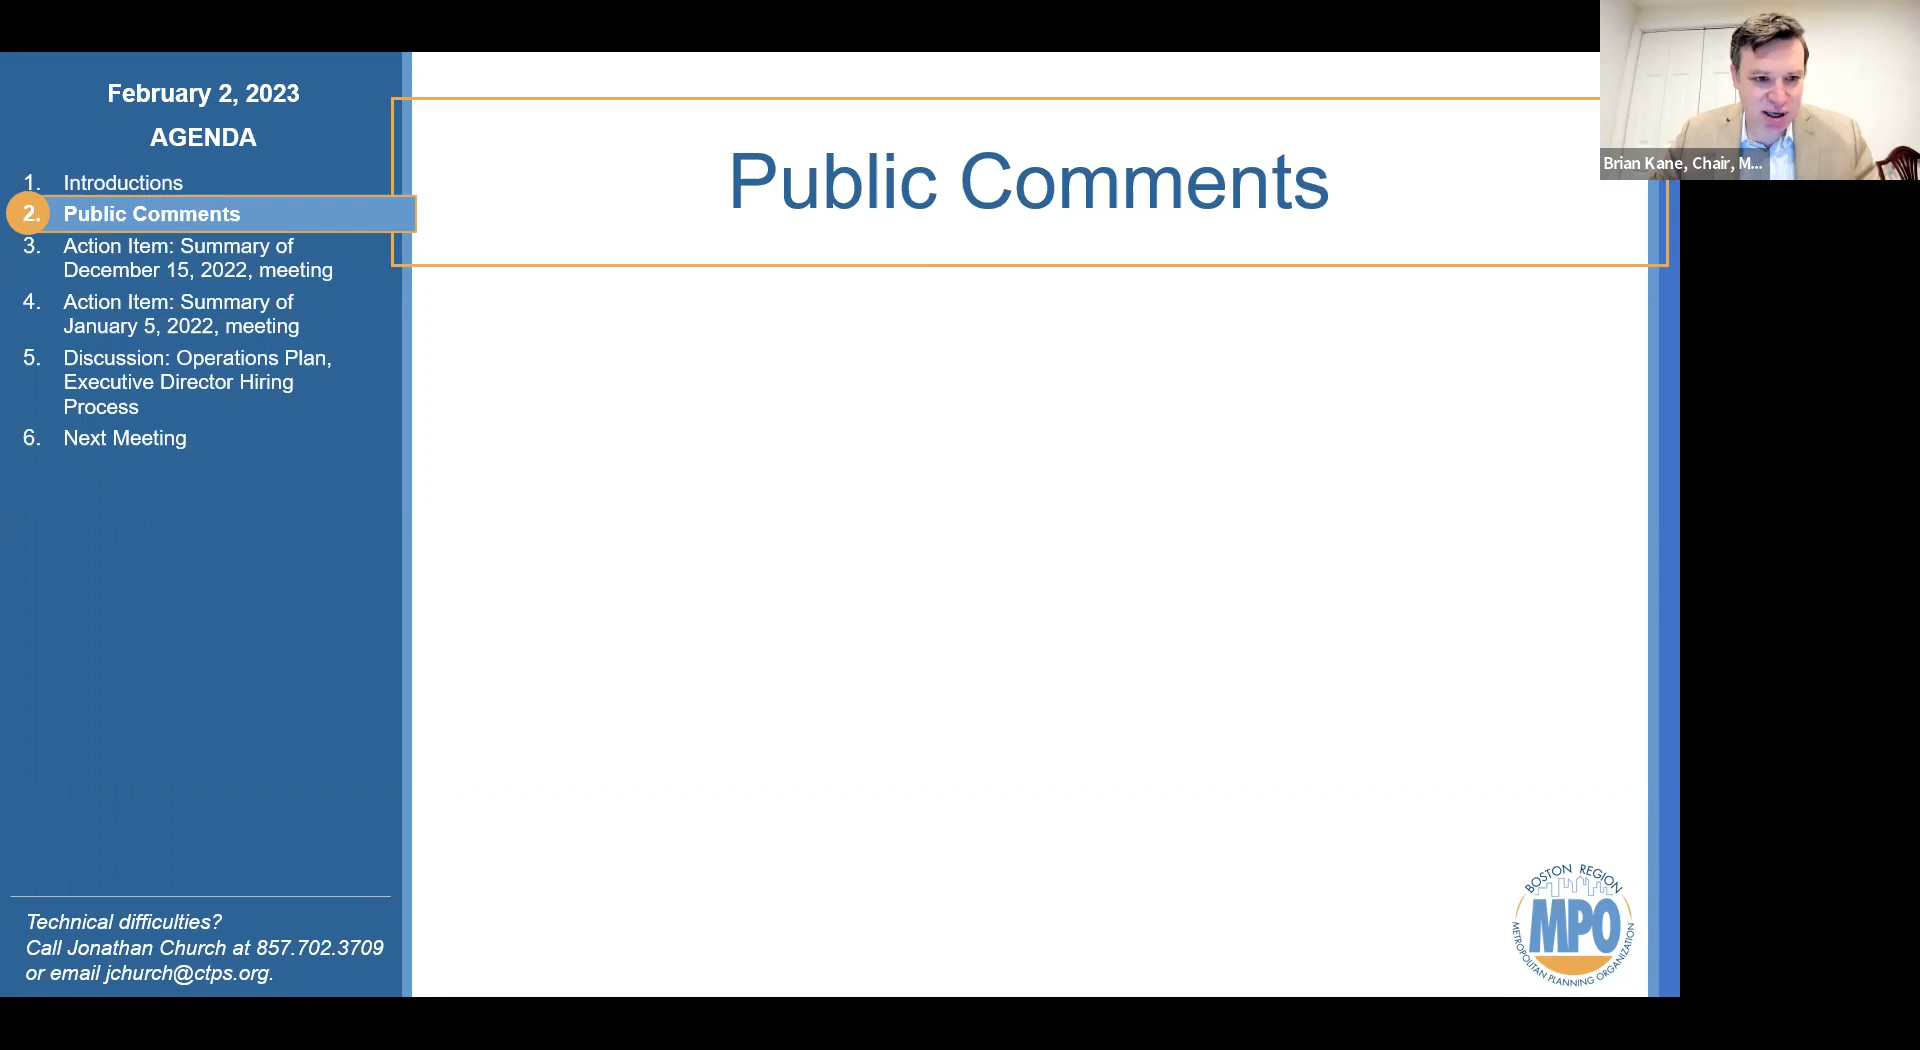 February 2, 2023
AGENDA
1. Introductions
2. Public Comments
3. Action Item: Summary of
December 15, 2022, meeting
4. Action Item: Summary of
January 5, 2022, meeting
5. Discussion: Operations Plan,
Executive Director Hiring
Process
6. Next Meeting
Technical difficulties?
Call Jonathan Church at 857.702.3709
or email jchurch@ctps.org.
Public Comments
Brian Kane, Chair, M...
BOSTON REGION
MPO
METROPOLITAN PLANNING ORGANIZATION